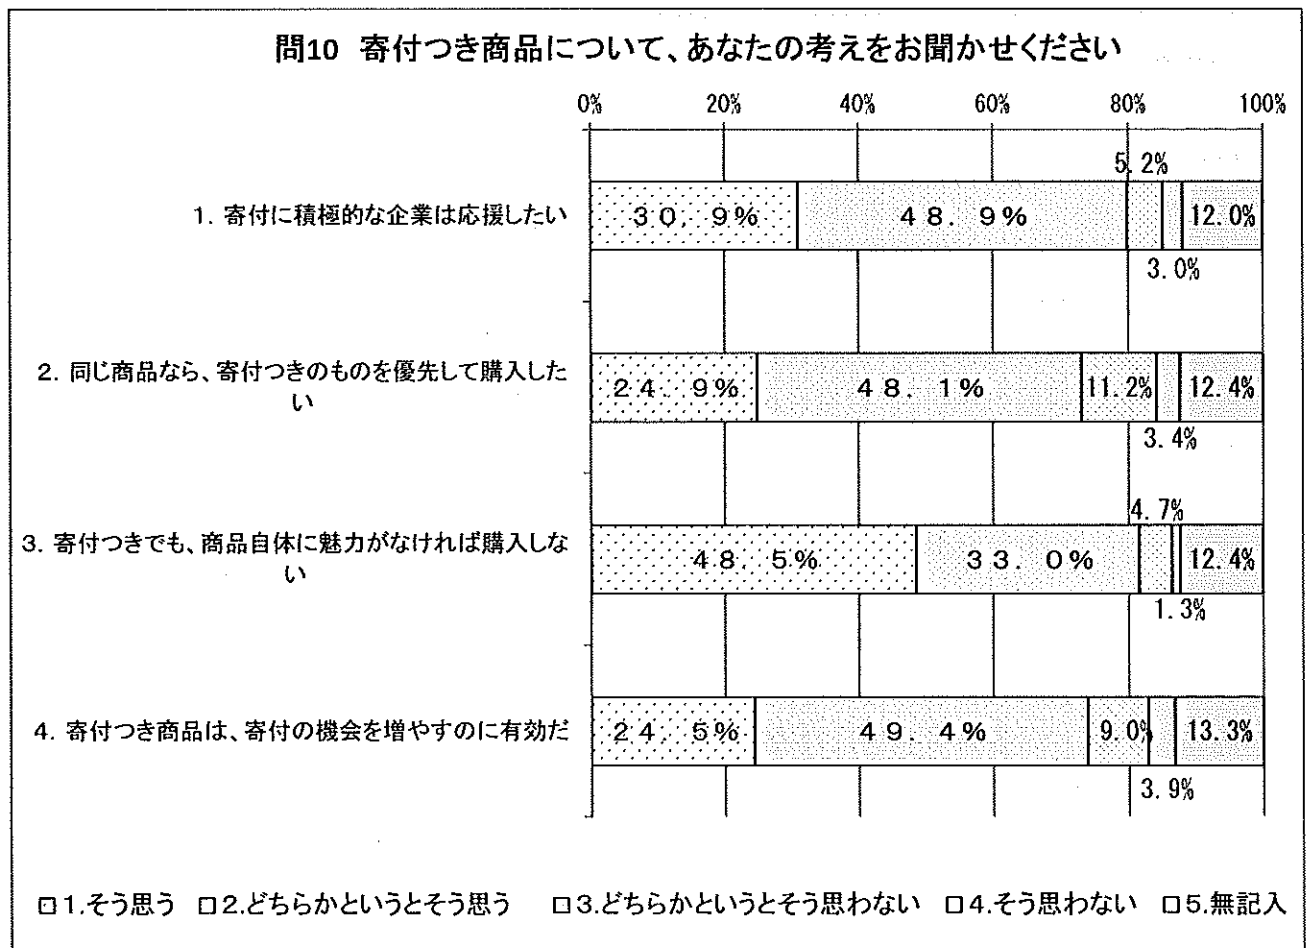 問10 寄付つき商品について、あなたの考えをお聞かせください
0% 20% 40% 60% 80% 100%
5.2%
1. 寄付に積極的な企業は応援したい 30.9% 48.9% 12.0%
3.0%
2. 同じ商品なら、寄付つきのものを優先して購入した
い
24.9% 48.1% 11.2% 12.4%
3.4%
4.7%
3. 寄付つきでも、商品自体に魅力がなければ購入しな
い
48.5% 33.0% 12.4%
1.3%
4. 寄付つき商品は、寄付の機会を増やすのに有効だ 24.5% 49.4% 9.0% 13.3%
3.9%
□1.そう思う □2.どちらかというとそう思う □3.どちらかというとそう思わない □4.そう思わない □5.無記入